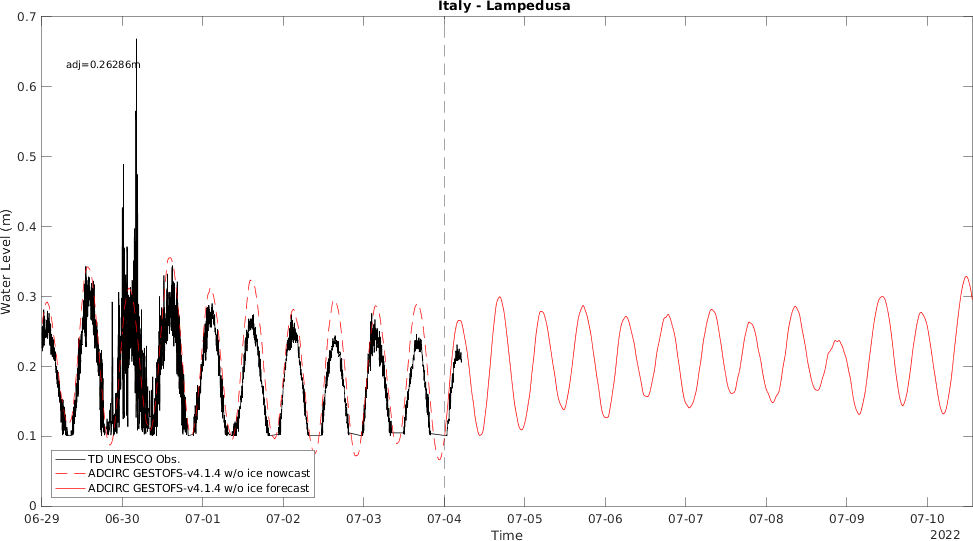 Italy - Lampedusa
adj=0.26286m
0.7
0.6
0.5
0.4
0.3
0.2
0.1
0
Water Level (m)
TD UNESCO Obs.
ADCIRC GESTOFS-v4.1.4 w/o ice nowcast
ADCIRC GESTOFS-v4.1.4 w/o ice forecast
06-29 06-30 07-01 07-02 07-03 07-04 07-05 07-06 07-07 07-08 07-09 07-10
Time 2022